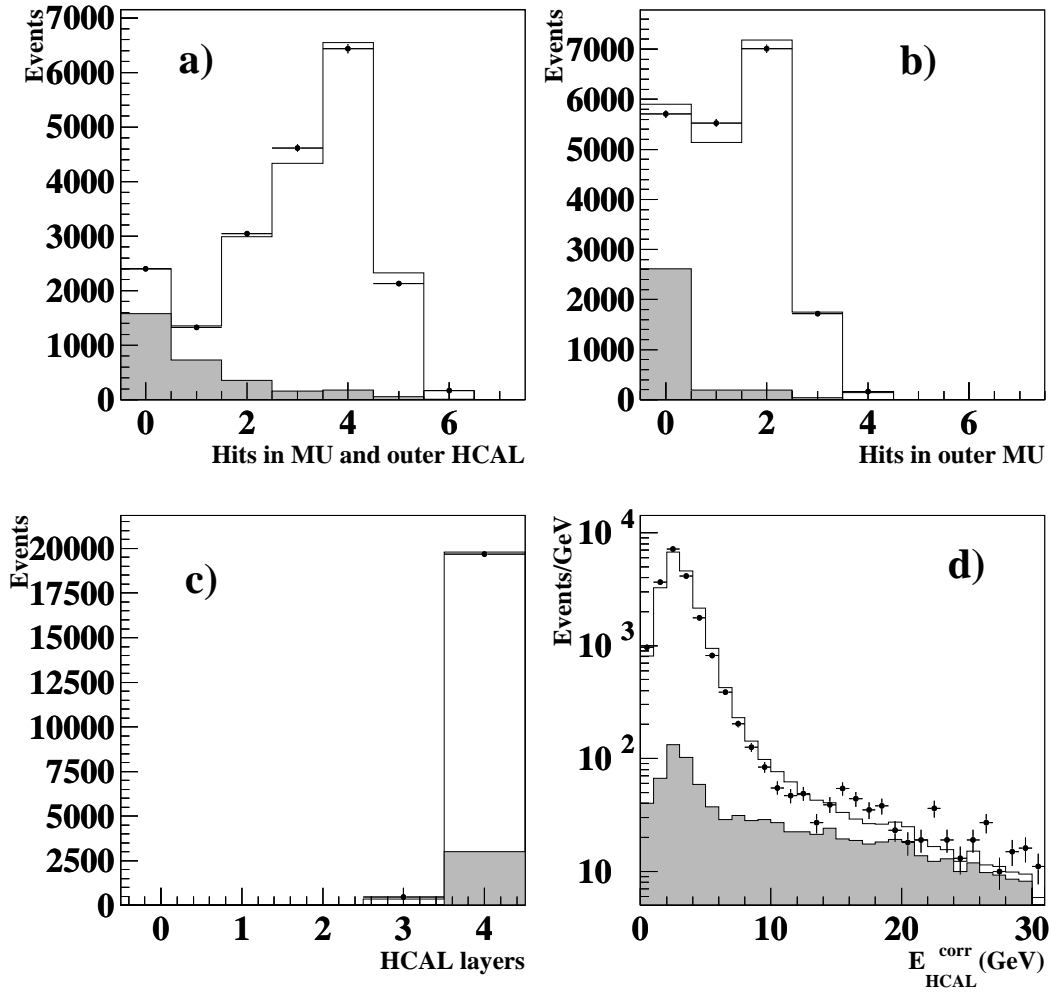 Events
7000
6000
5000
4000
3000
2000
1000
0
a)
0 2 4 6
Hits in MU and outer HCAL
Events
7000
6000
5000
4000
3000
2000
1000
0
b)
0 2 4 6
Hits in outer MU
Events
20000
17500
15000
12500
10000
7500
5000
2500
0
c)
0 1 2 3 4
HCAL layers
Events/GeV
10 4
10 3
10 2
10
d)
0 10 20 30
E HCAL corr (GeV)